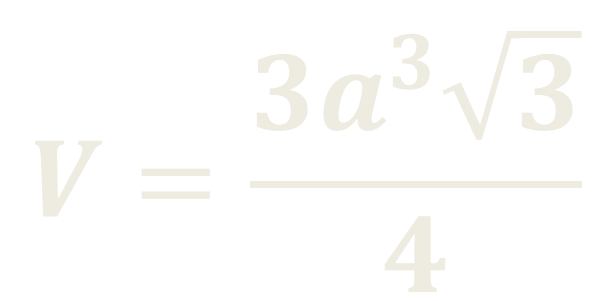 V = 3a³√3 / 4